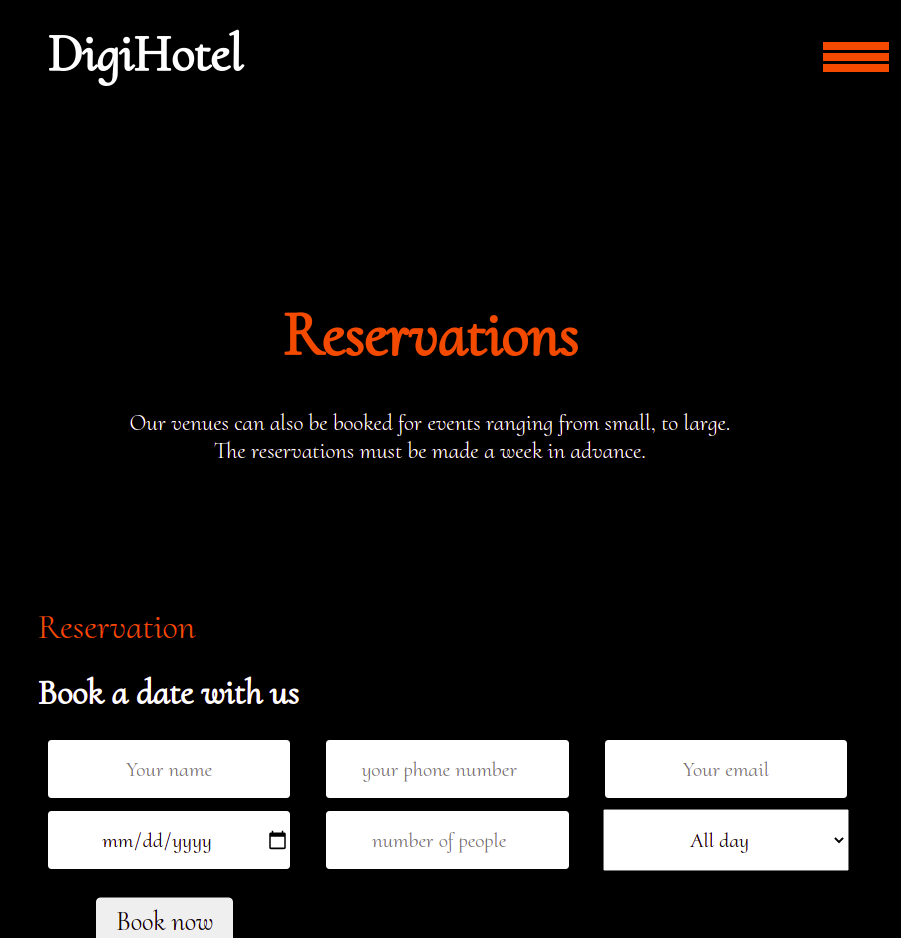 DigiHotel
Reservations
Our venues can also be booked for events ranging from small, to large.
The reservations must be made a week in advance.
Reservation
Book a date with us
Your name
your phone number
Your email
mm/dd/yyyy
number of people
All day
Book now